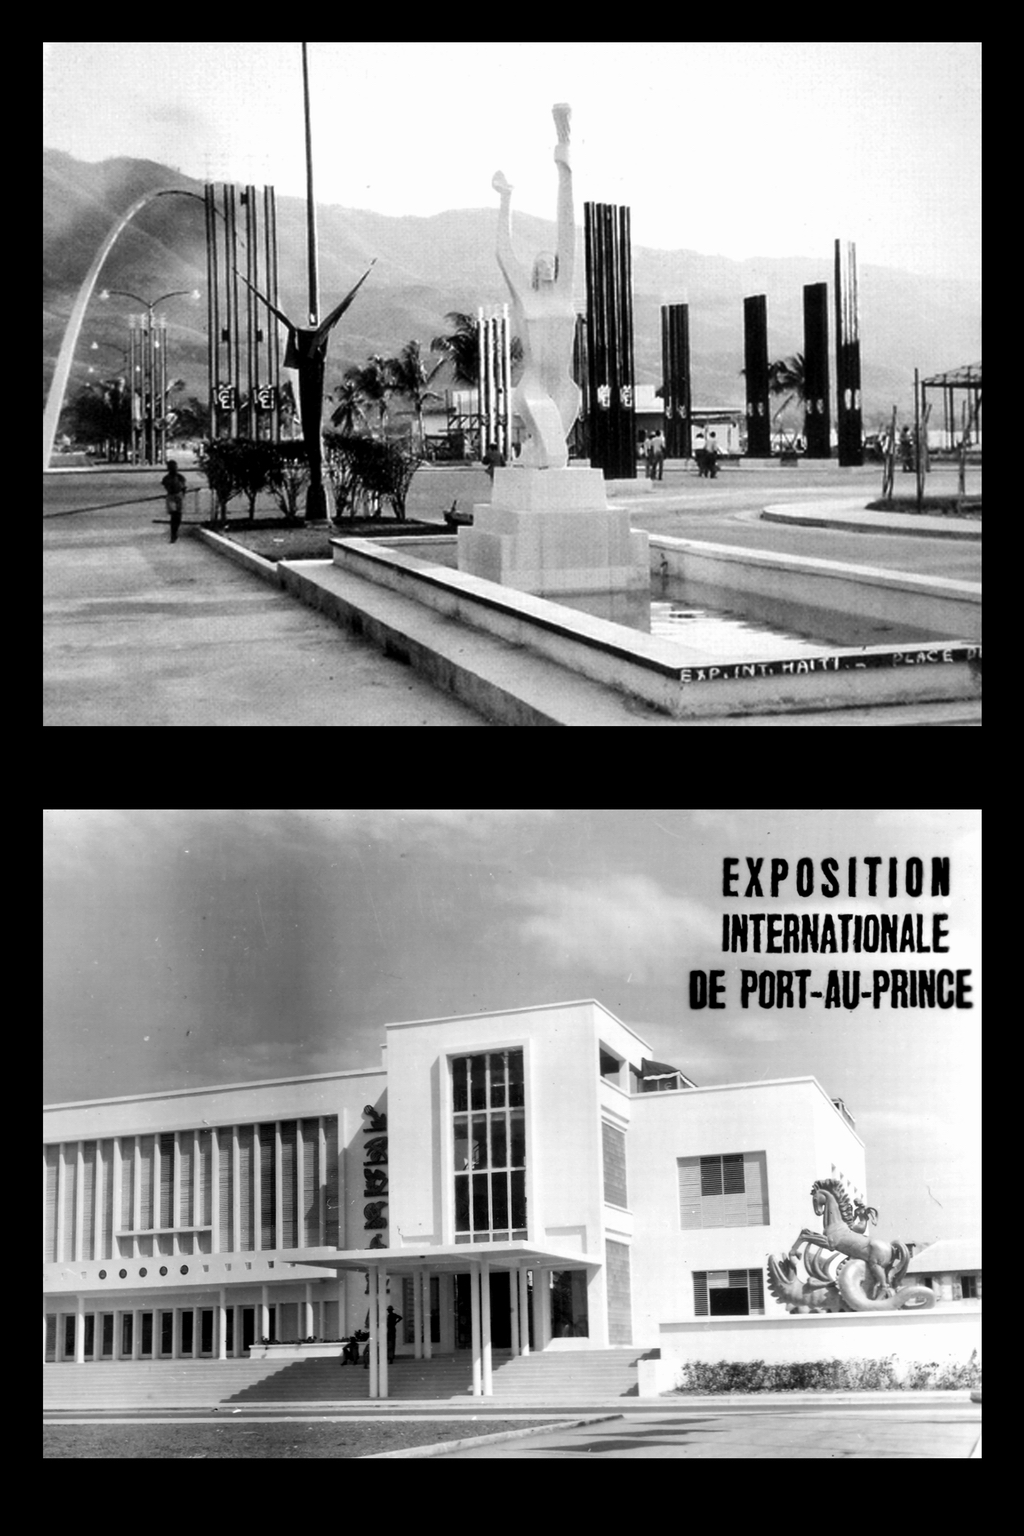 EXP. INT. HAITI. - PLACE D
EXPOSITION
INTERNATIONALE
DE PORT-AU-PRINCE